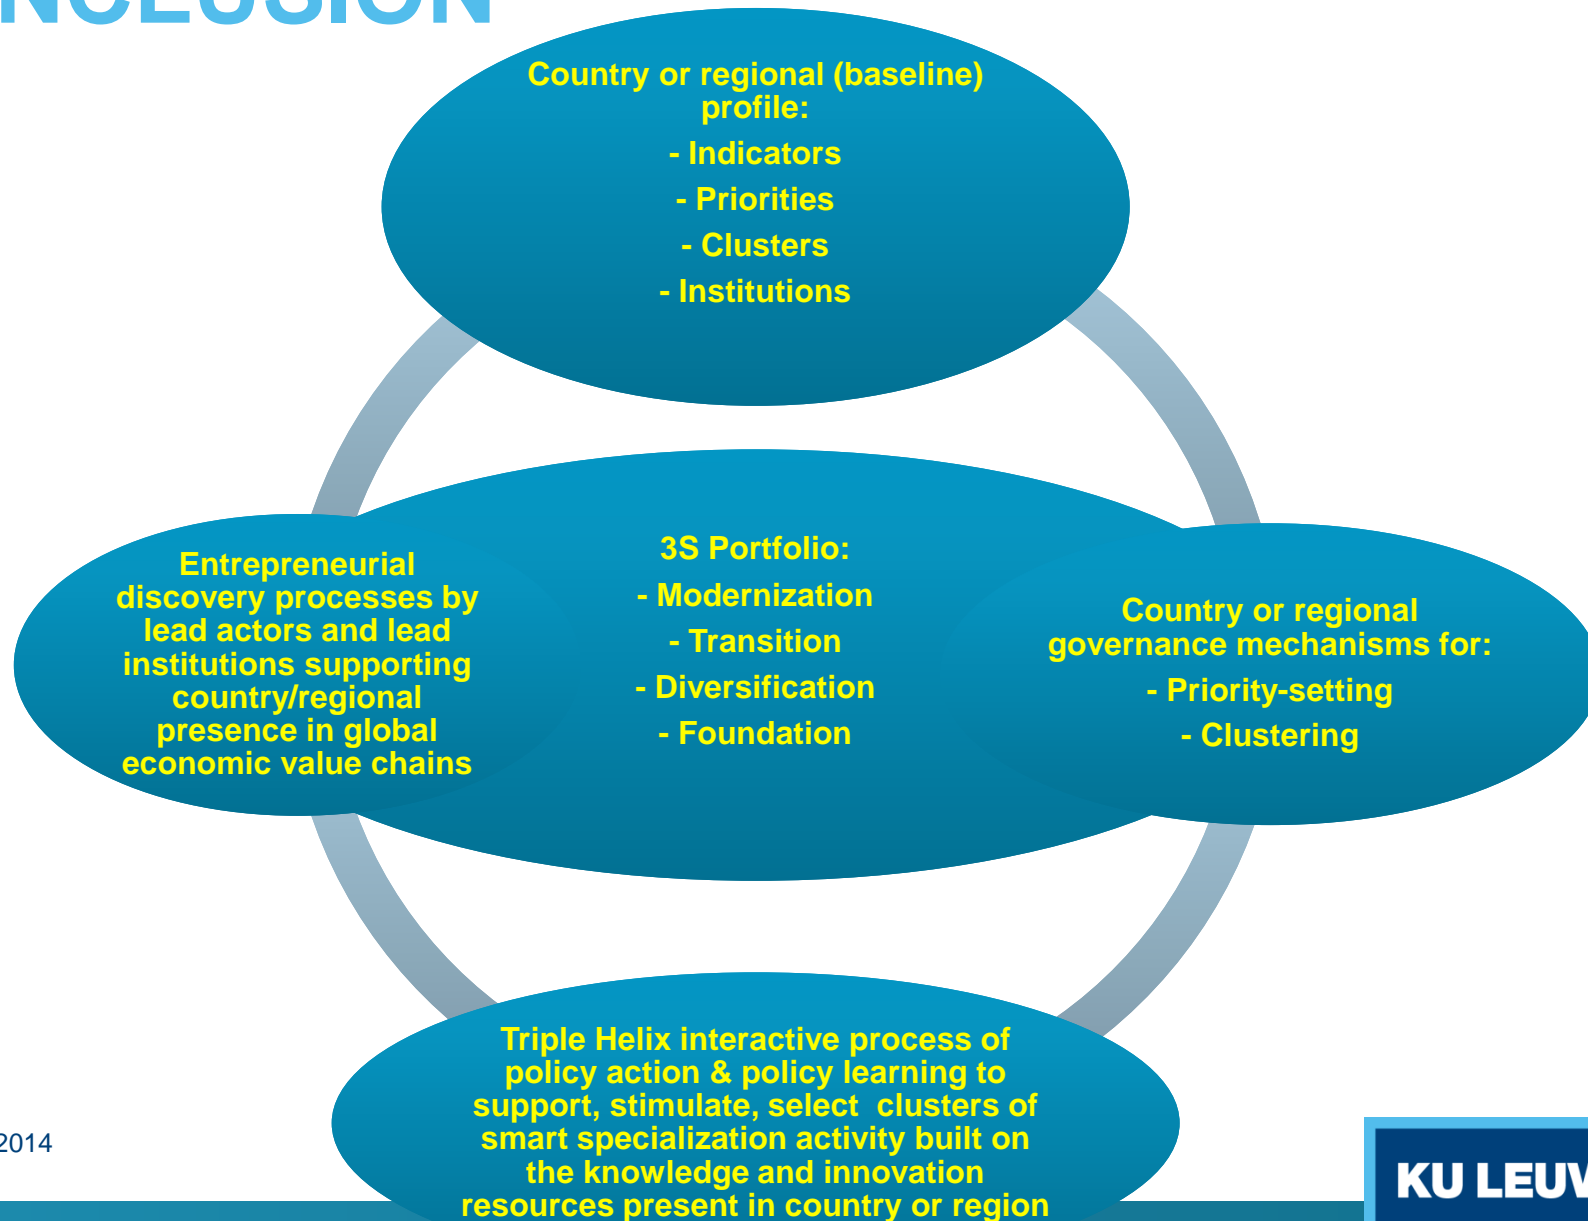 NCLUSION
Country or regional (baseline)
profile:
- Indicators
- Priorities
- Clusters
- Institutions
Entrepreneurial
discovery processes by
lead actors and lead
institutions supporting
country/regional
presence in global
economic value chains
3S Portfolio:
- Modernization
- Transition
- Diversification
- Foundation
Country or regional
governance mechanisms for:
- Priority-setting
- Clustering
Triple Helix interactive process of
policy action & policy learning to
support, stimulate, select  clusters of
smart specialization activity built on
the knowledge and innovation
resources present in country or region
2014
KU LEUV